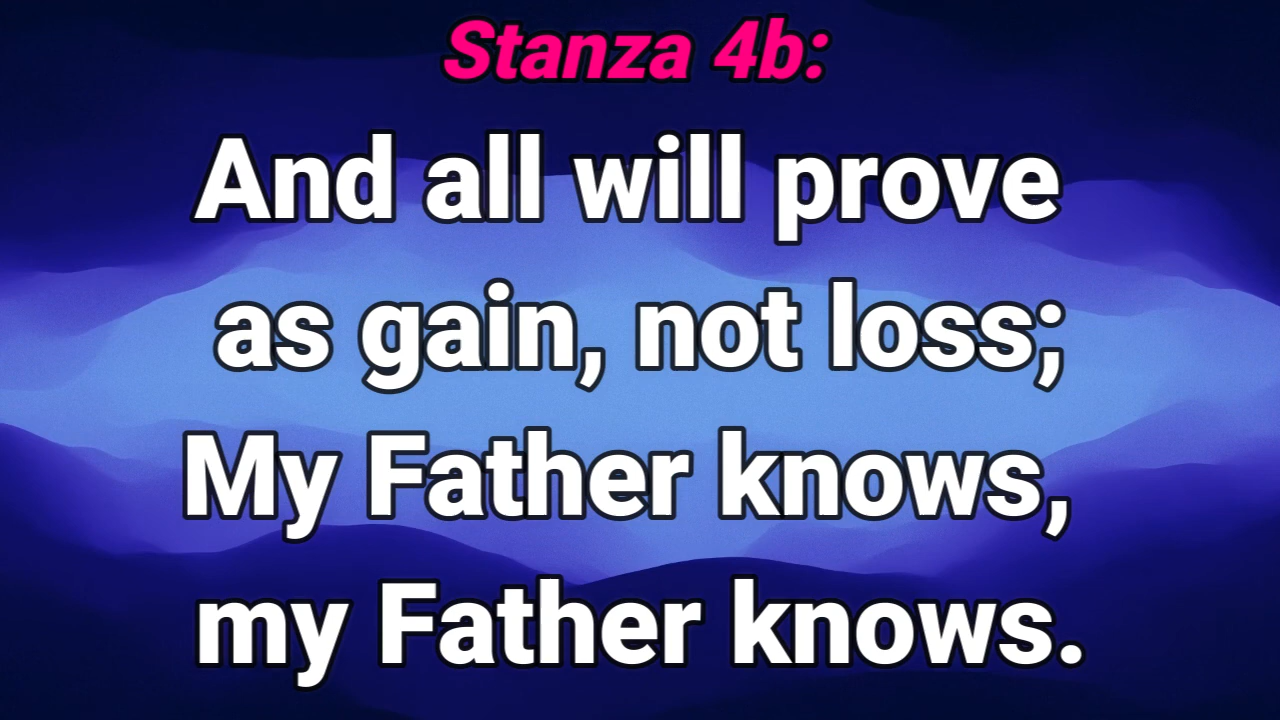 Stanza 4b:
And all will prove
as gain, not loss;
My Father knows,
my Father knows.